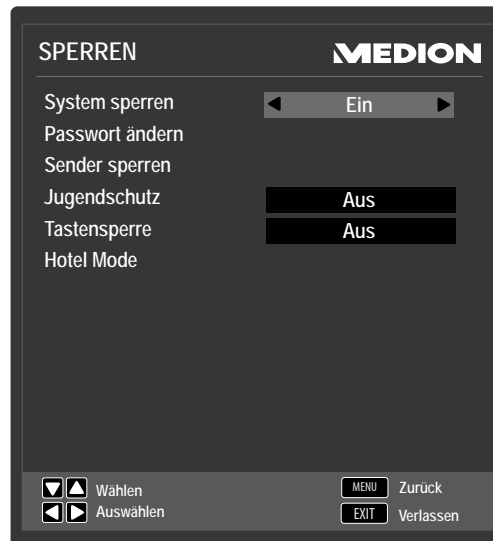 SPERREN MEDION
System sperren Ein
Passwort ändern
Sender sperren
Jugendschutz Aus
Tastensperre Aus
Hotel Mode
Wählen MENU Zurück
Auswählen EXIT Verlassen